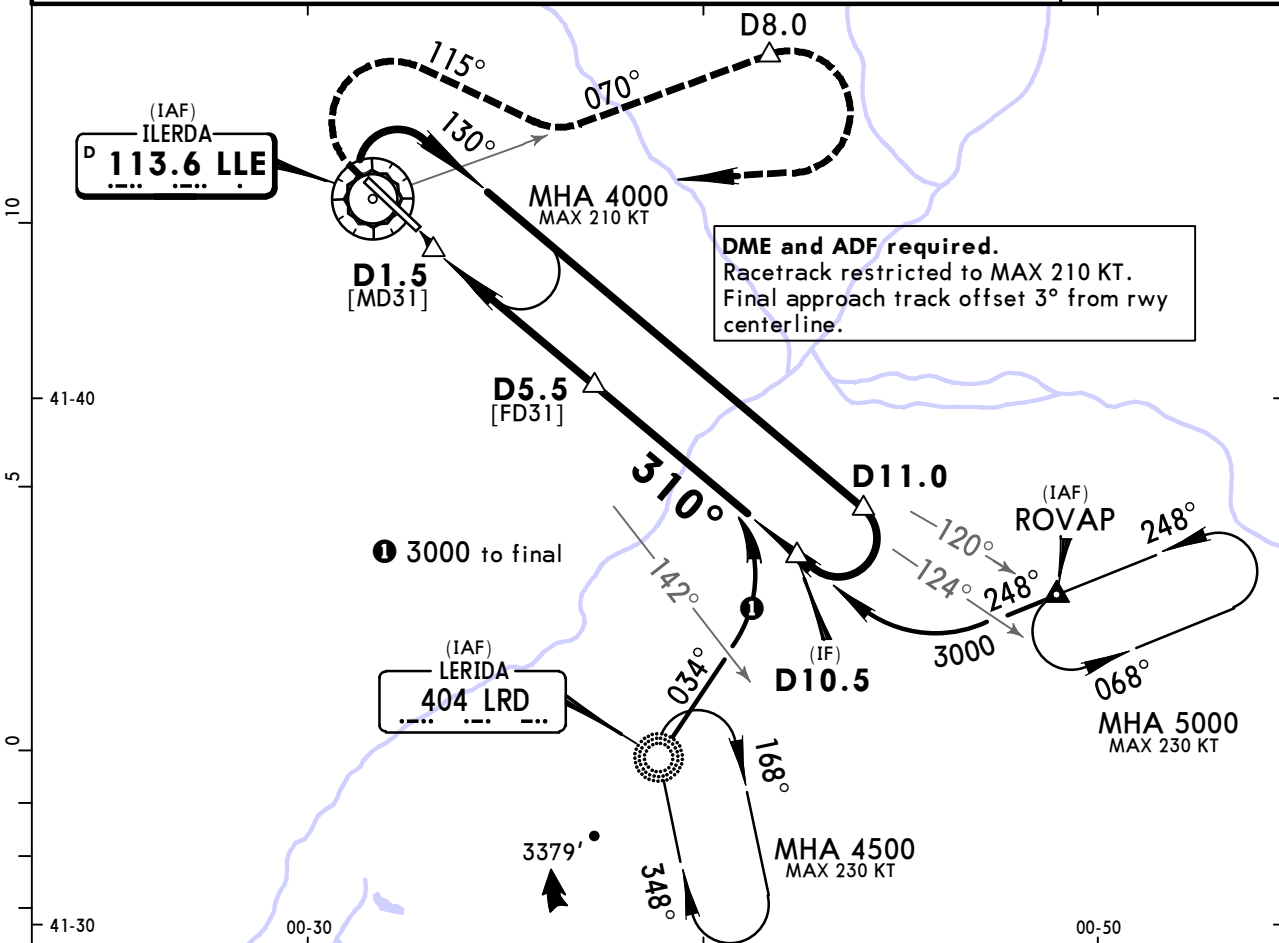 D8.0
115°
070°
(IAF)
ILERDA
D 113.6 LLE
130°
MHA 4000
MAX 210 KT
10
DME and ADF required.
Racetrack restricted to MAX 210 KT.
Final approach track offset 3° from rwy
centerline.
D1.5
[MD31]
D5.5
[FD31]
41-40
5
310°
D11.0
(IAF)
ROVAP
248°
120°
124°
248°
1 3000 to final
142°
1
3000
068°
(IF)
D10.5
(IAF)
LERIDA
404 LRD
034°
MHA 5000
MAX 230 KT
0
168°
3379'
MHA 4500
MAX 230 KT
348°
41-30
00-30
00-50